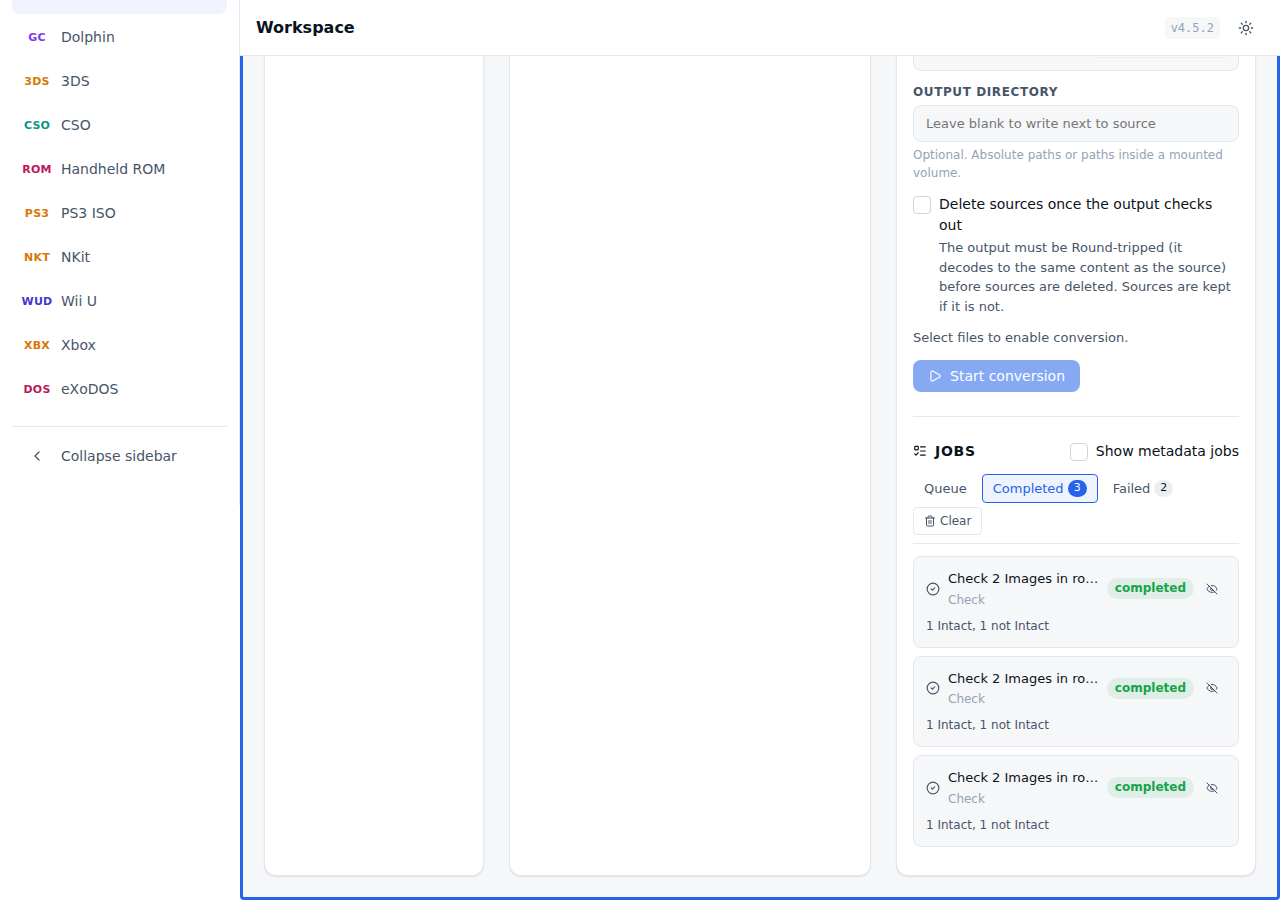 GC Dolphin
3DS 3DS
CSO CSO
ROM Handheld ROM
PS3 PS3 ISO
NKT NKit
WUD Wii U
XBX Xbox
DOS eXoDOS
Collapse sidebar
Workspace
v4.5.2
OUTPUT DIRECTORY
Leave blank to write next to source
Optional. Absolute paths or paths inside a mounted
volume.
Delete sources once the output checks
out
The output must be Round-tripped (it
decodes to the same content as the source)
before sources are deleted. Sources are kept
if it is not.
Select files to enable conversion.
Start conversion
JOBS
Show metadata jobs
Queue Completed 3 Failed 2
Clear
Check 2 Images in ro… completed
Check
1 Intact, 1 not Intact
Check 2 Images in ro… completed
Check
1 Intact, 1 not Intact
Check 2 Images in ro… completed
Check
1 Intact, 1 not Intact